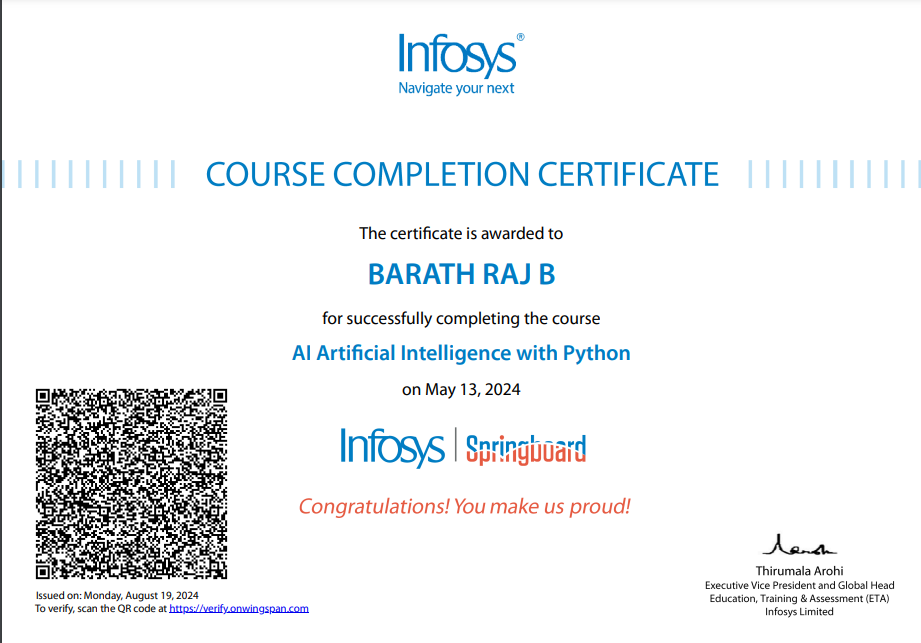 Infosys®
Navigate your next
COURSE COMPLETION CERTIFICATE
The certificate is awarded to
BARATH RAJ B
for successfully completing the course
AI Artificial Intelligence with Python
on May 13, 2024
Infosys | Springboard
Congratulations! You make us proud!
Issued on: Monday, August 19, 2024
To verify, scan the QR code at https://verify.onwingspan.com
Thirumala Arohi
Executive Vice President and Global Head
Education, Training & Assessment (ETA)
Infosys Limited